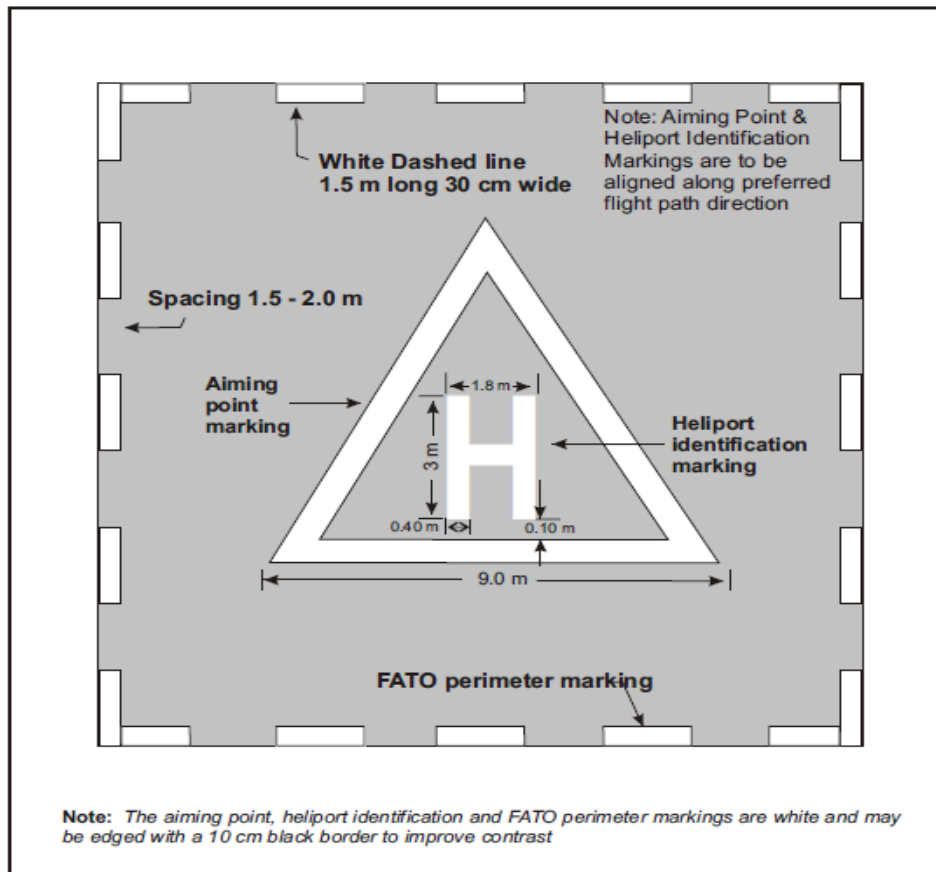 Note: Aiming Point &
Heliport Identification
Markings are to be
aligned along preferred
flight path direction
White Dashed line
1.5 m long 30 cm wide
Spacing 1.5 - 2.0 m
Aiming
point
marking
1.8 m
3 m
Heliport
identification
marking
H
0.40 m
0.10 m
9.0 m
FATO perimeter marking
Note: The aiming point, heliport identification and FATO perimeter markings are white and may
be edged with a 10 cm black border to improve contrast